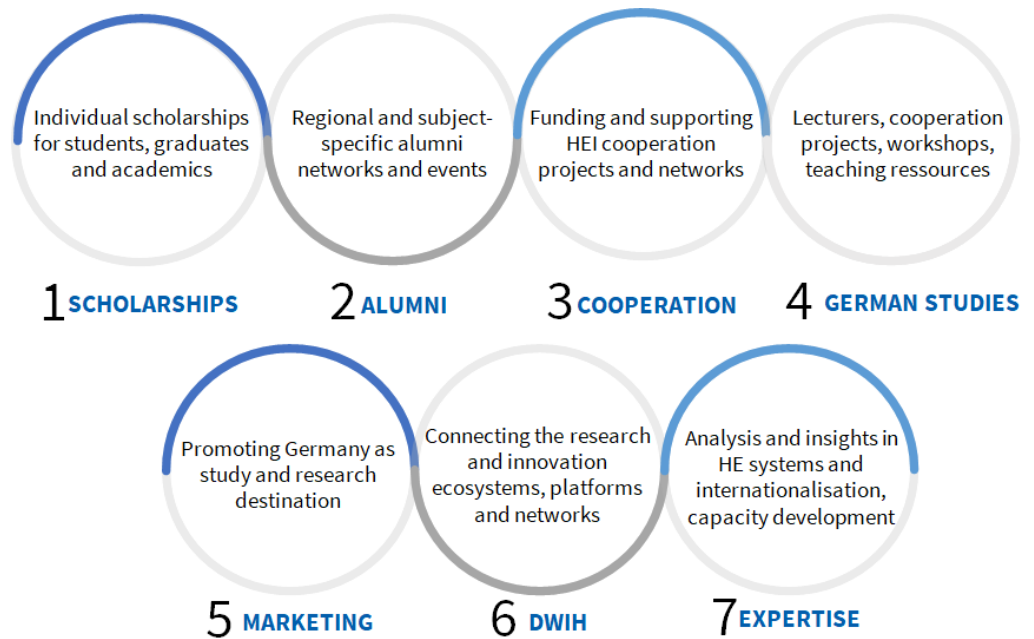 Individual scholarships
for students, graduates
and academics
Regional and subject-
specific alumni
networks and events
Funding and supporting
HEI cooperation
projects and networks
Lecturers, cooperation
projects, workshops,
teaching ressources
1 SCHOLARSHIPS
2 ALUMNI
3 COOPERATION
4 GERMAN STUDIES
Promoting Germany as
study and research
destination
Connecting the research
and innovation
ecosystems, platforms
and networks
Analysis and insights in
HE systems and
internationalisation,
capacity development
5 MARKETING
6 DWIH
7 EXPERTISE